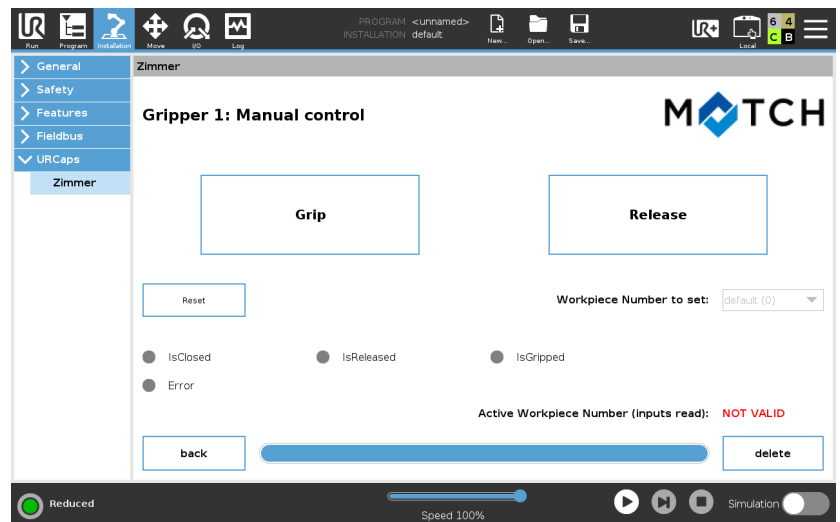 PROGRAM <unnamed>
INSTALLATION default
Run Program Installation Move I/O Log New... Open... Save... UR+ Local 6 4 C B
General
Zimmer
Safety
Features
Fieldbus
URCaps
Zimmer
Gripper 1: Manual control
MATCH
Grip
Release
Reset
Workpiece Number to set: default (0)
IsClosed
IsReleased
IsGripped
Error
Active Workpiece Number (inputs read): NOT VALID
back
delete
Reduced
Speed 100%
Simulation